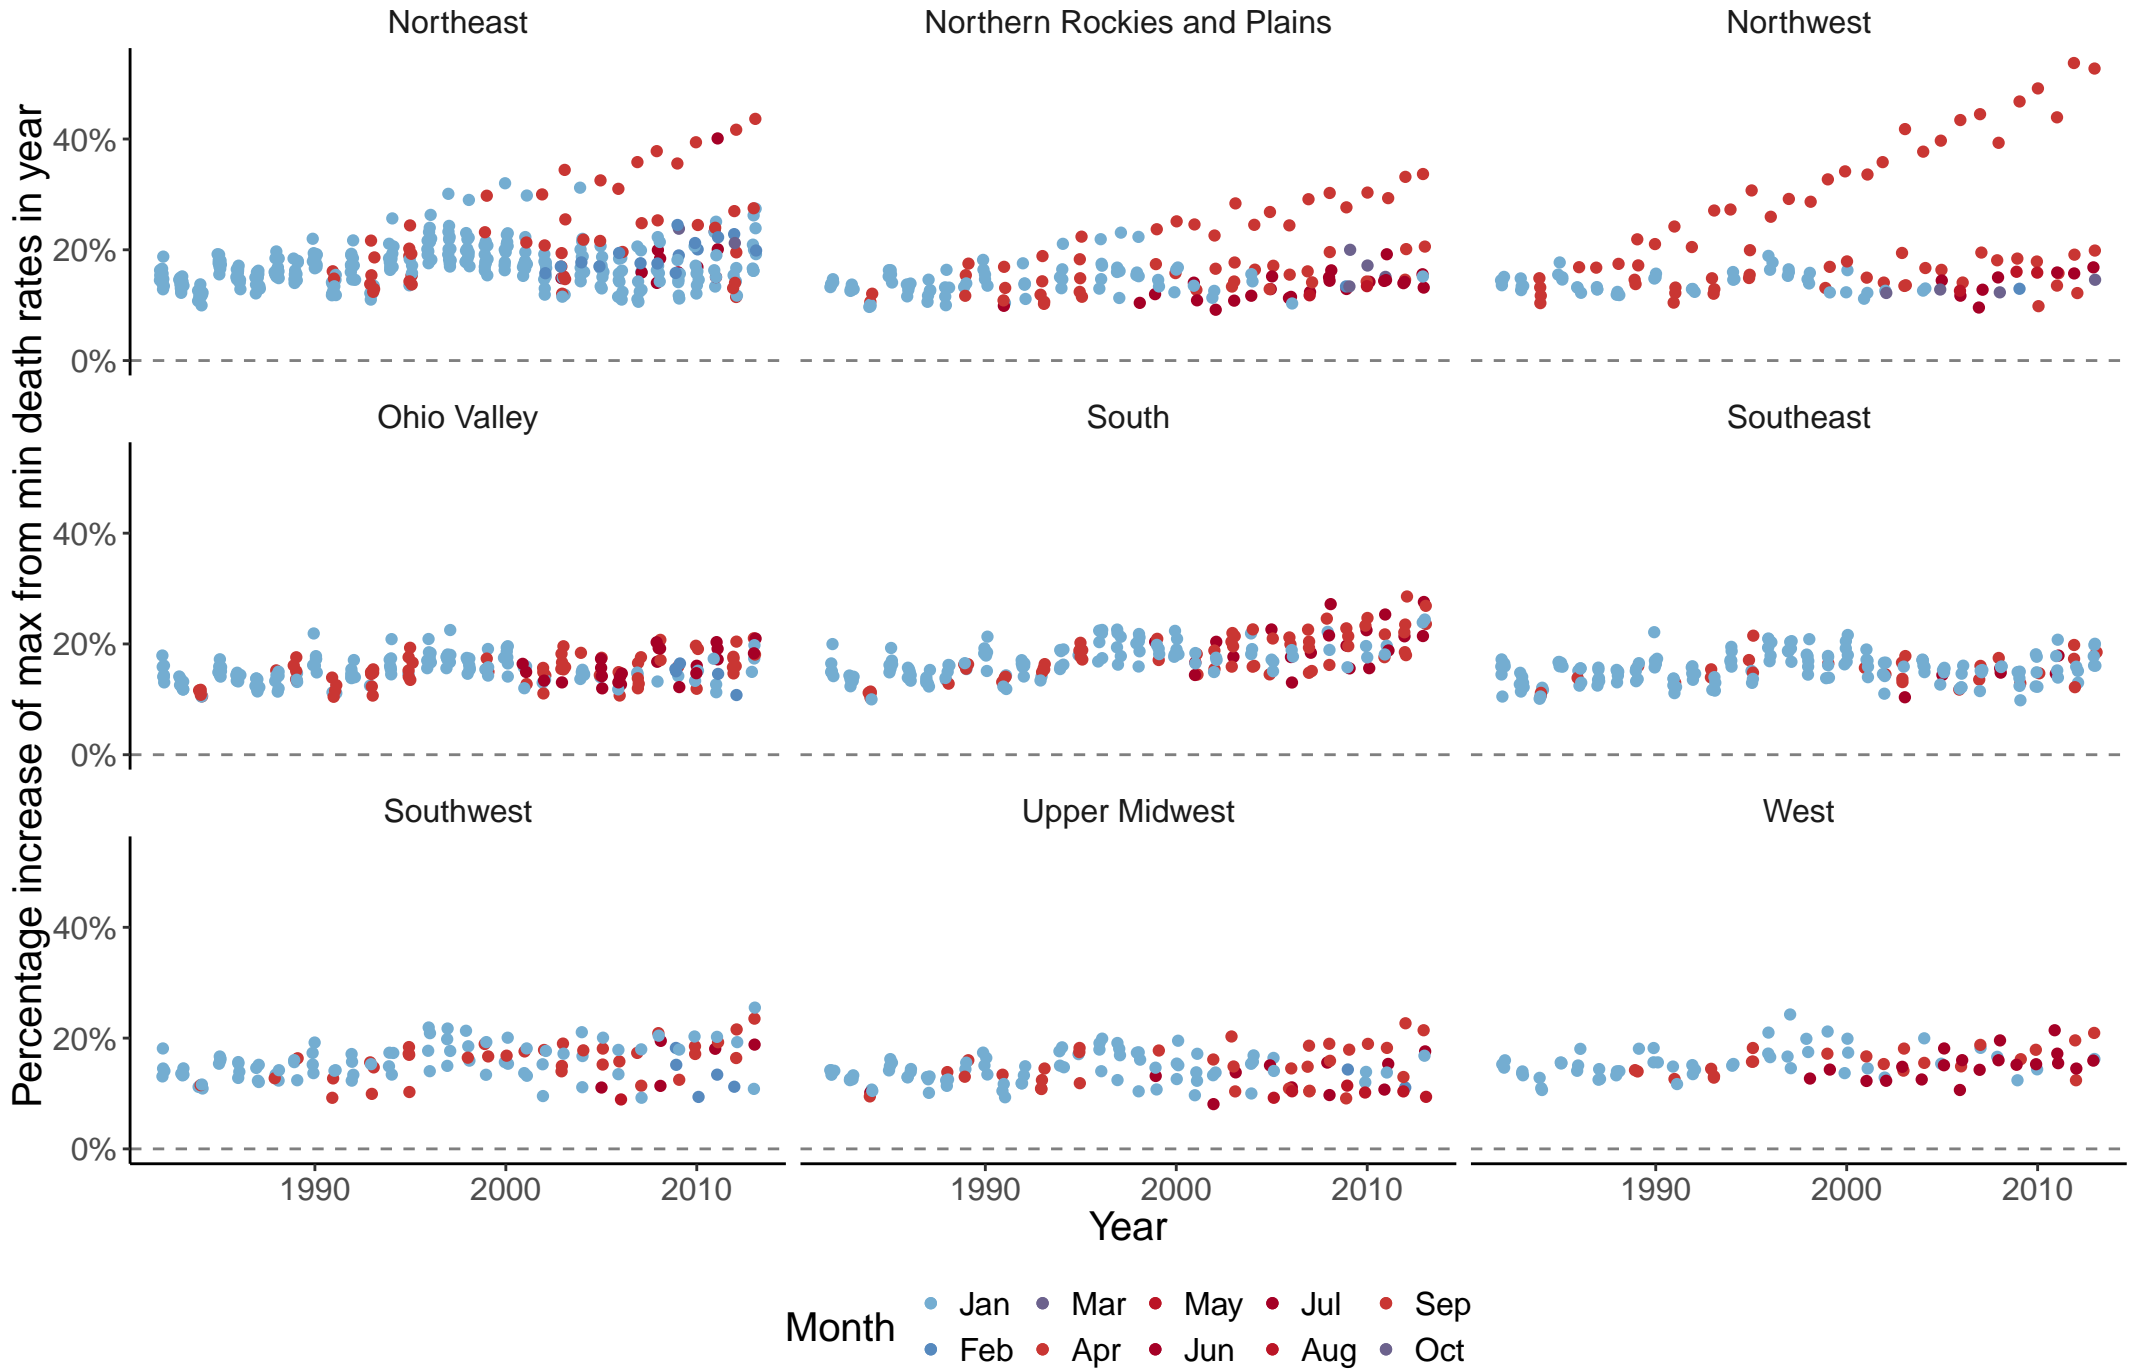 Northeast Northern Rockies and Plains Northwest
40%
20%
0%
Ohio Valley South Southeast
40%
20%
0%
Southwest Upper Midwest West
40%
20%
0%
1990 2000 2010 1990 2000 2010 1990 2000 2010
Percentage increase of max from min death rates in year
Year
Month
Jan Mar May Jul Sep
Feb Apr Jun Aug Oct